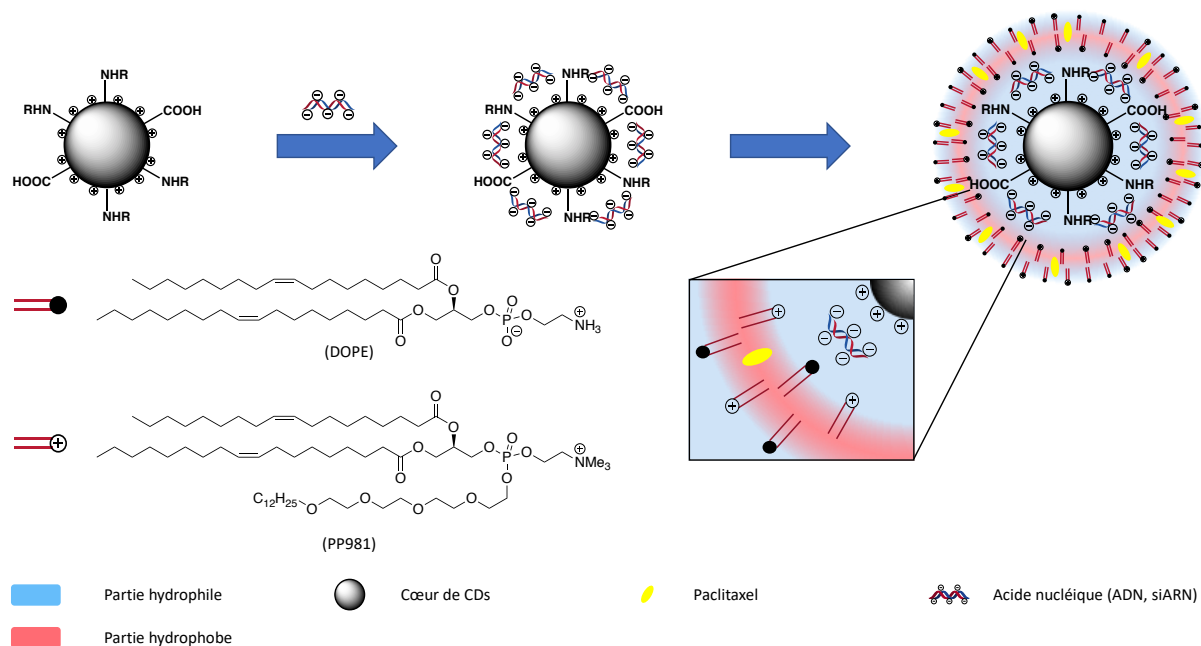 NHR
RHN
COOH
HOOC
NHR
NHR
NHR
RHN
COOH
HOOC
NHR
NHR
NHR
RHN
COOH
HOOC
NHR
NHR
O
O
O
O
O
P
O
O
O
NH3
(DOPE)
O
O
O
O
O
P
O
O
NMe3
O
C12H25
O
O
O
O
(PP981)
Partie hydrophile
Cœur de CDs
Paclitaxel
Acide nucléique (ADN, siARN)
Partie hydrophobe